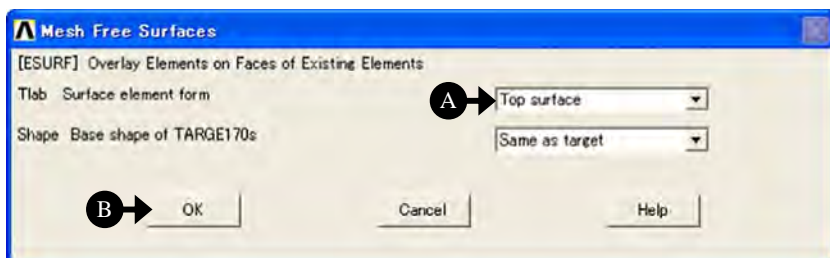 Mesh Free Surfaces
[ESURF] Overlay Elements on Faces of Existing Elements
Tlab Surface element form
A
Top surface
Shape Base shape of TARGE170s
Same as target
B
OK
Cancel
Help